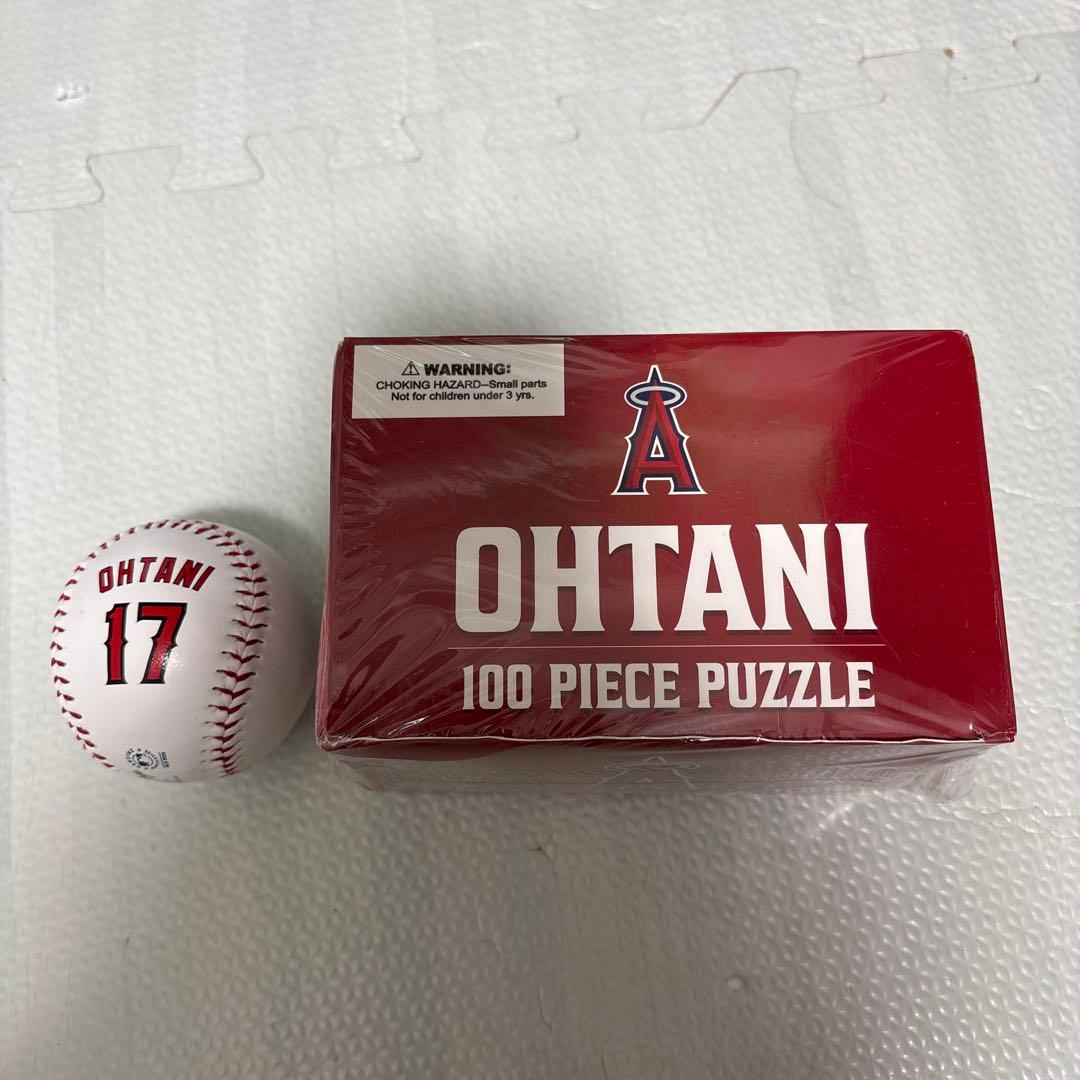 OHTANI
17
WARNING:
CHOKING HAZARD—Small parts
Not for children under 3 yrs.
A
OHTANI
100 PIECE PUZZLE